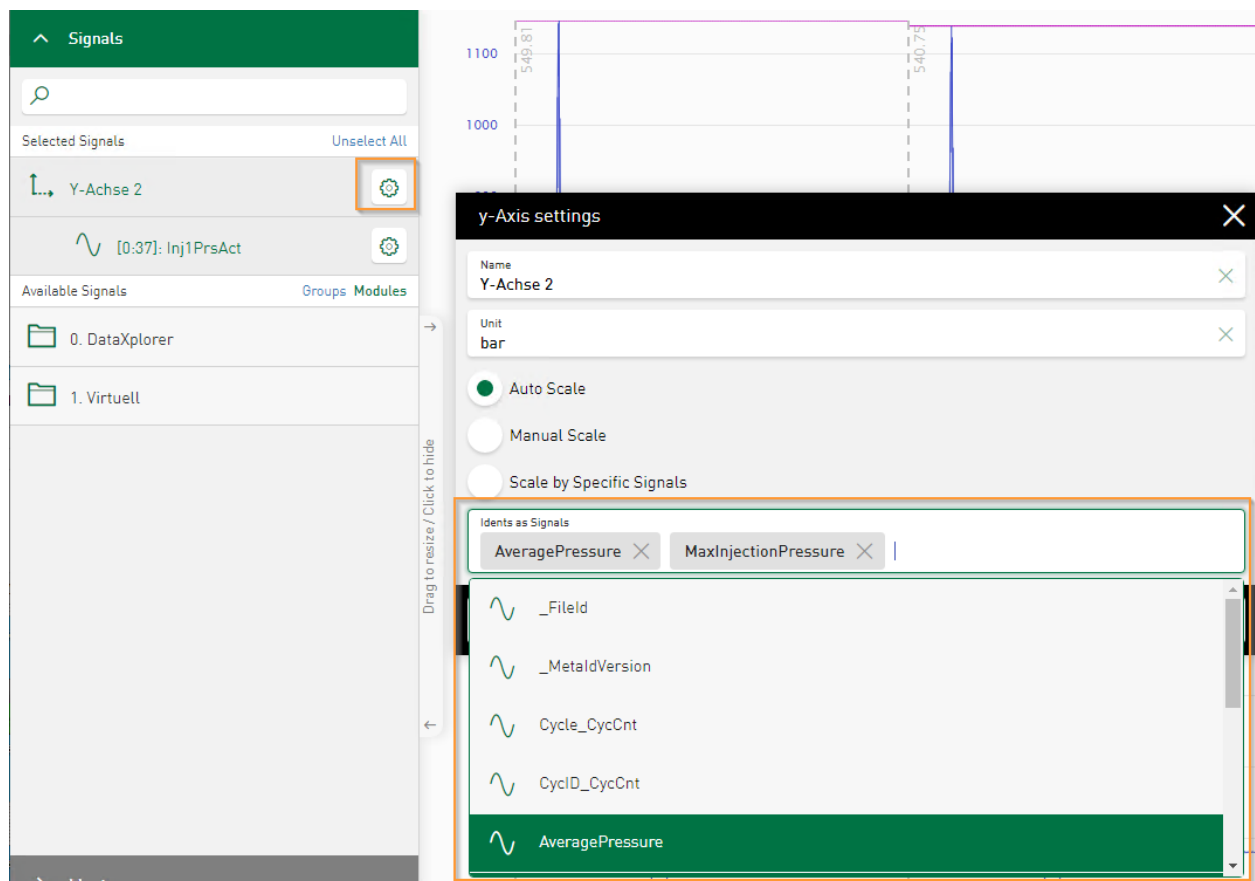 Signals
Selected Signals Unselect All
Y-Achse 2
[0:37]: Inj1PrsAct
Available Signals Groups Modules
0. DataXplorer
1. Virtuell
Drag to resize / Click to hide
1100
1000
549.81
540.75
y-Axis settings
Name
Y-Achse 2
Unit
bar
Auto Scale
Manual Scale
Scale by Specific Signals
Idents as Signals
AveragePressure MaxInjectionPressure
_FileId
_MetaIdVersion
Cycle_CycCnt
CycID_CycCnt
AveragePressure